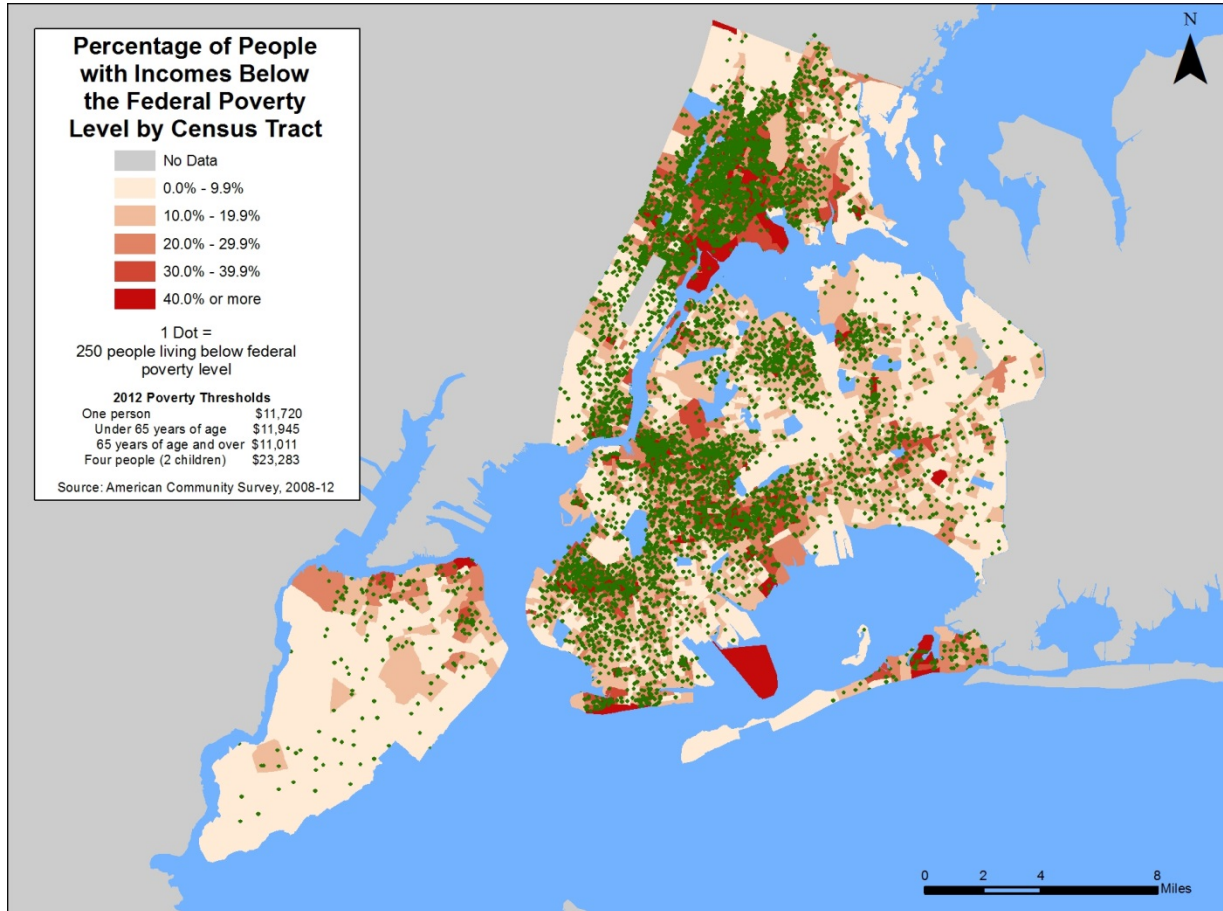 Percentage of People
with Incomes Below
the Federal Poverty
Level by Census Tract
No Data
0.0% - 9.9%
10.0% - 19.9%
20.0% - 29.9%
30.0% - 39.9%
40.0% or more
1 Dot =
250 people living below federal
poverty level
2012 Poverty Thresholds
One person $11,720
Under 65 years of age $11,945
65 years of age and over $11,011
Four people (2 children) $23,283
Source: American Community Survey, 2008-12
N
0 2 4 8
Miles